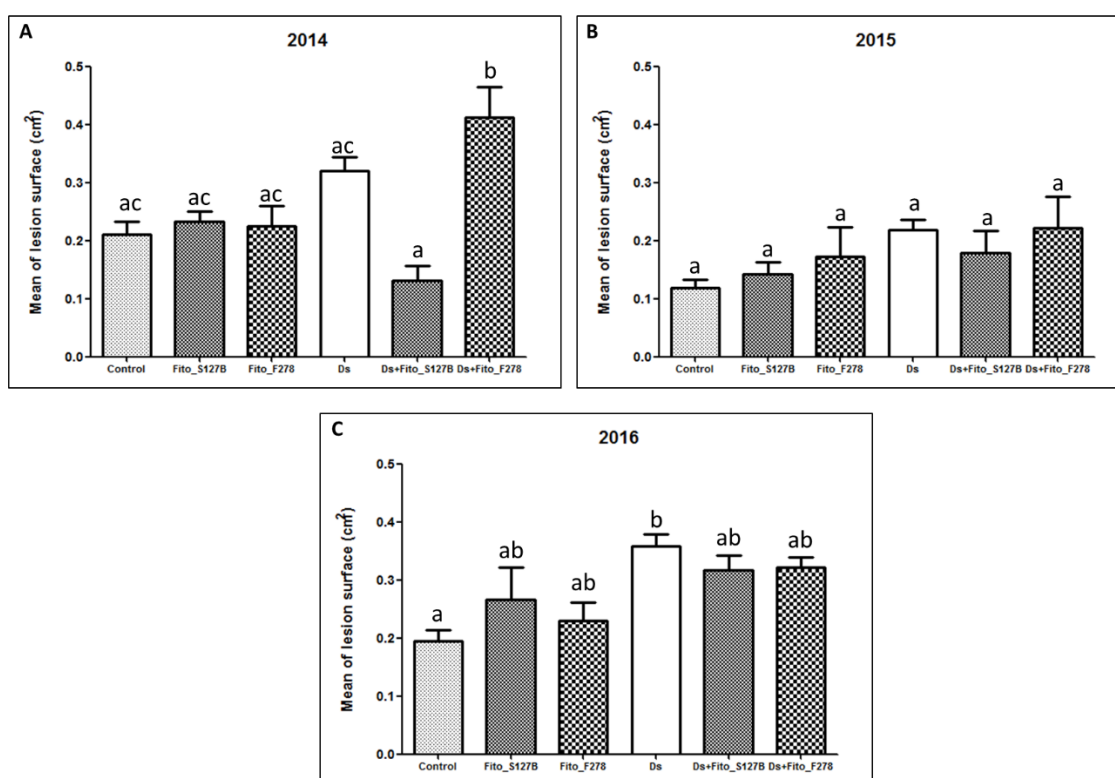 A
2014
Mean of lesion surface (cm²)
0.5
0.4
0.3
0.2
0.1
0.0
ac
ac
ac
ac
a
b
Control
Fito_S127B
Fito_F278
Ds
Ds+Fito_S127B
Ds+Fito_F278
B
2015
Mean of lesion surface (cm²)
0.5
0.4
0.3
0.2
0.1
0.0
a
a
a
a
a
a
Control
Fito_S127B
Fito_F278
Ds
Ds+Fito_S127B
Ds+Fito_F278
C
2016
Mean of lesion surface (cm²)
0.5
0.4
0.3
0.2
0.1
0.0
a
ab
ab
b
ab
ab
Control
Fito_S127B
Fito_F278
Ds
Ds+Fito_S127B
Ds+Fito_F278